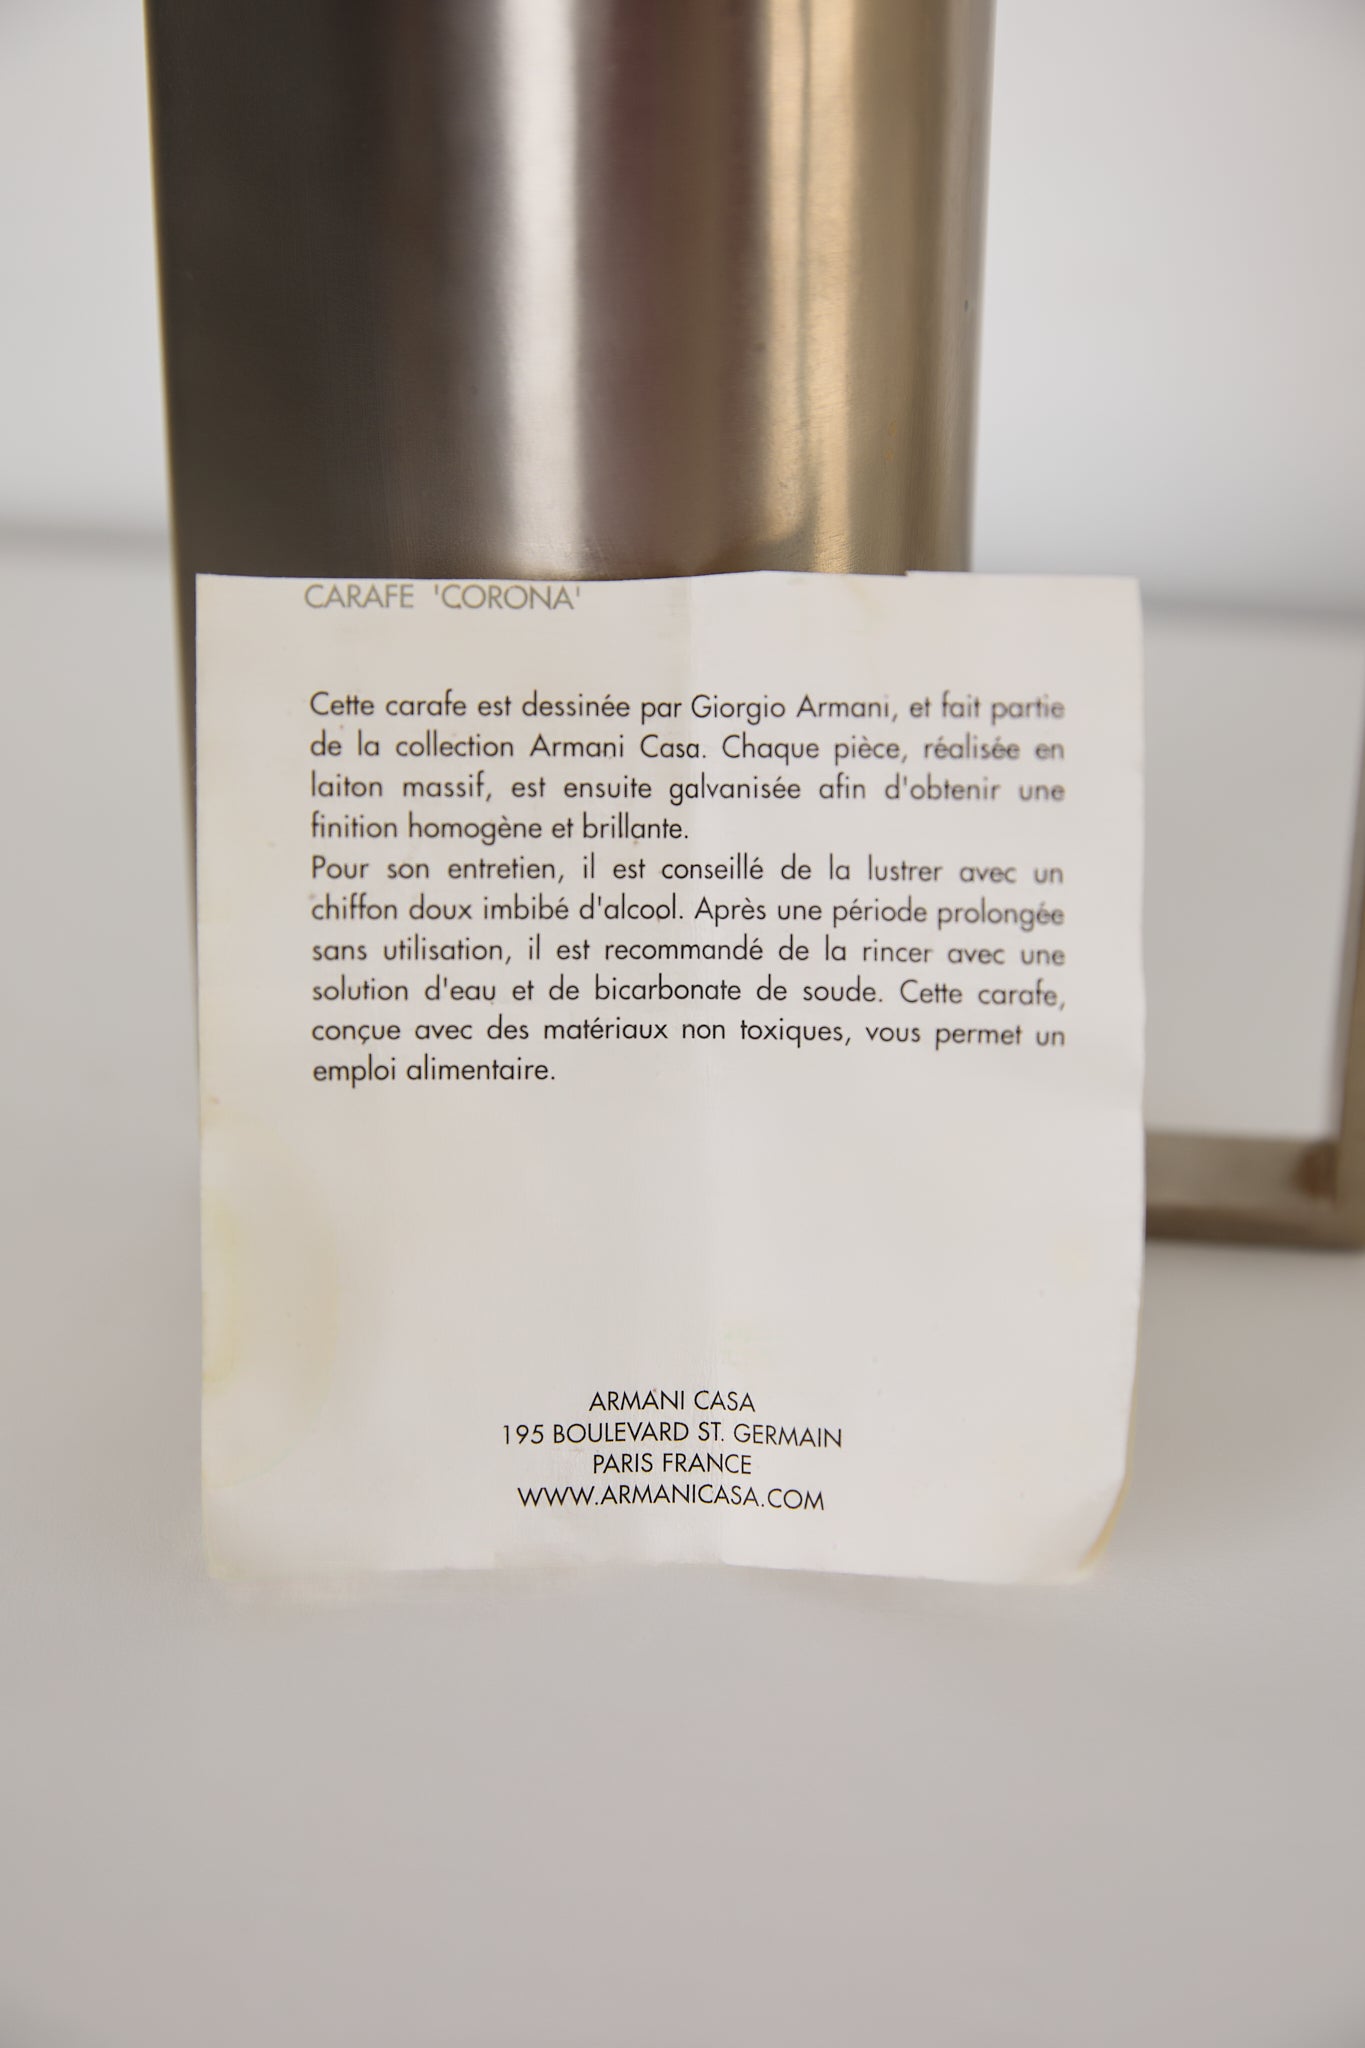 CARAFE 'CORONA'
Cette carafe est dessinée par Giorgio Armani, et fait partie
de la collection Armani Casa. Chaque pièce, réalisée en
laiton massif, est ensuite galvanisée afin d'obtenir une
finition homogène et brillante.
Pour son entretien, il est conseillé de la lustrer avec un
chiffon doux imbibé d'alcool. Après une période prolongée
sans utilisation, il est recommandé de la rincer avec une
solution d'eau et de bicarbonate de soude. Cette carafe,
conçue avec des matériaux non toxiques, vous permet un
emploi alimentaire.
ARMANI CASA
195 BOULEVARD ST. GERMAIN
PARIS FRANCE
WWW.ARMANICASA.COM